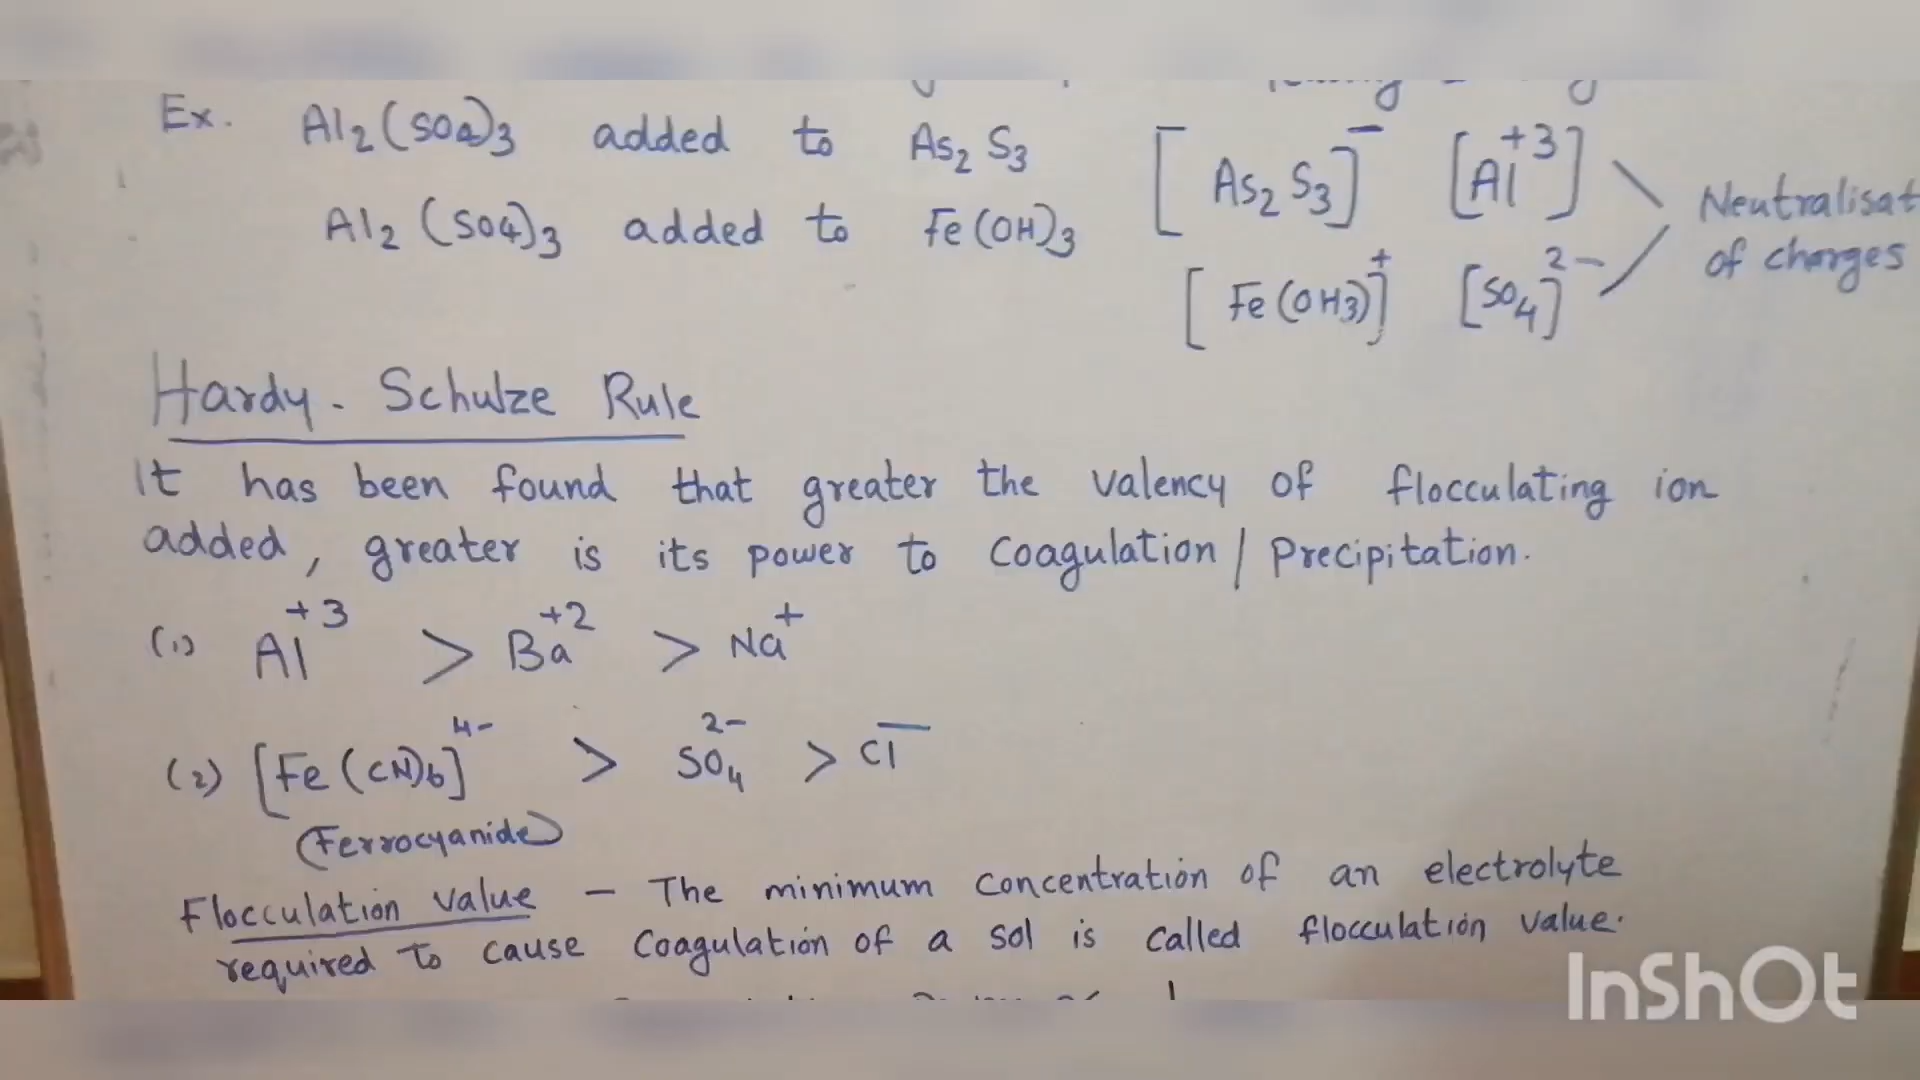 Ex. Al2(SO4)3 added to As2 S3 [As2 S3]- [Al+3]
Al2(SO4)3 added to Fe(OH)3 [Fe(OH3)]+ [SO4]2-
of charges
Hardy - Schulze Rule
It has been found that greater the valency of flocculating ion
added, greater is its power to Coagulation / Precipitation.
(1) Al+3 > Ba+2 > Na+
(2) [Fe(CN)6]4- > SO4 2- > Cl-
(Ferrocyanide)
Flocculation value - The minimum concentration of an electrolyte
required to cause Coagulation of a sol is called flocculation value.
InShOt